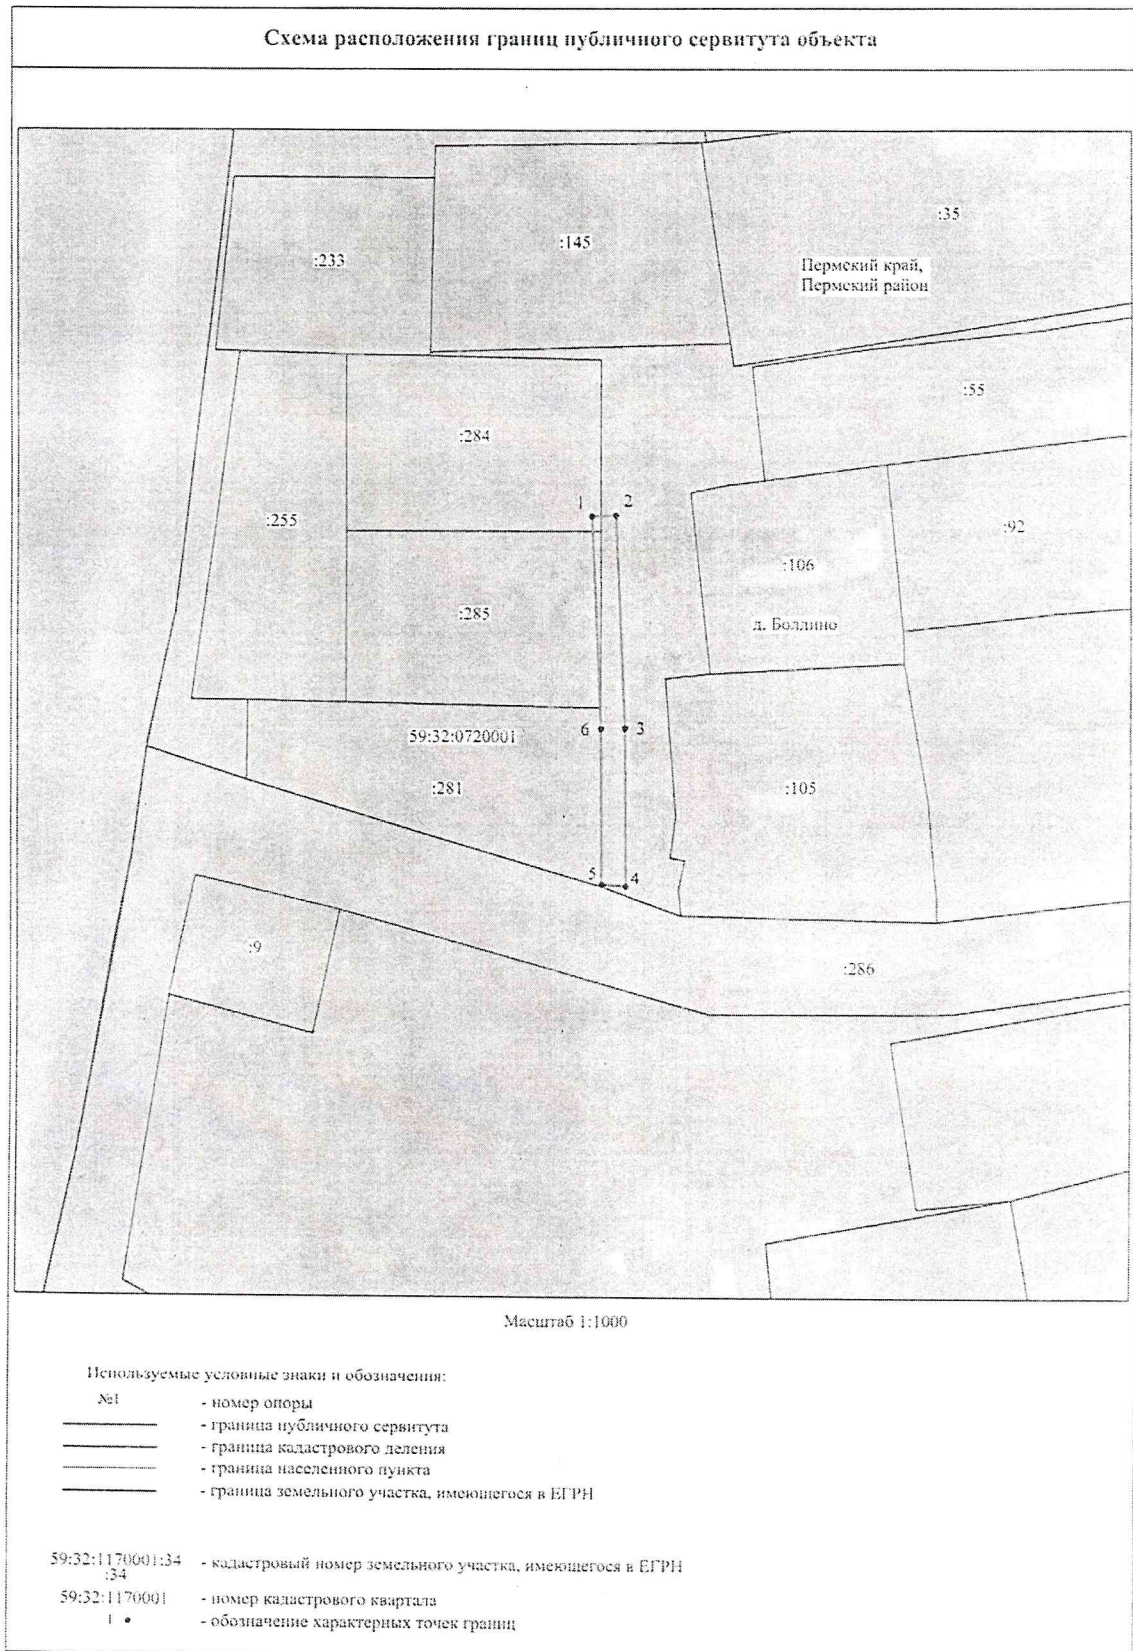 Схема расположения границ публичного сервитута объекта
:35
:145
:233
Пермский край,
Пермский район
:55
:284
1
2
:255
:92
:106
:285
д. Болдино
59:32:0720001
6
3
:281
:105
5
4
:9
:286
Масштаб 1:1000
Используемые условные знаки и обозначения:
№1 - номер опоры
- граница публичного сервитута
- граница кадастрового деления
- граница населенного пункта
- граница земельного участка, имеющегося в ЕГРН
59:32:1170001:34 - кадастровый номер земельного участка, имеющегося в ЕГРН
:34
59:32:1170001 - номер кадастрового квартала
1 • - обозначение характерных точек границ